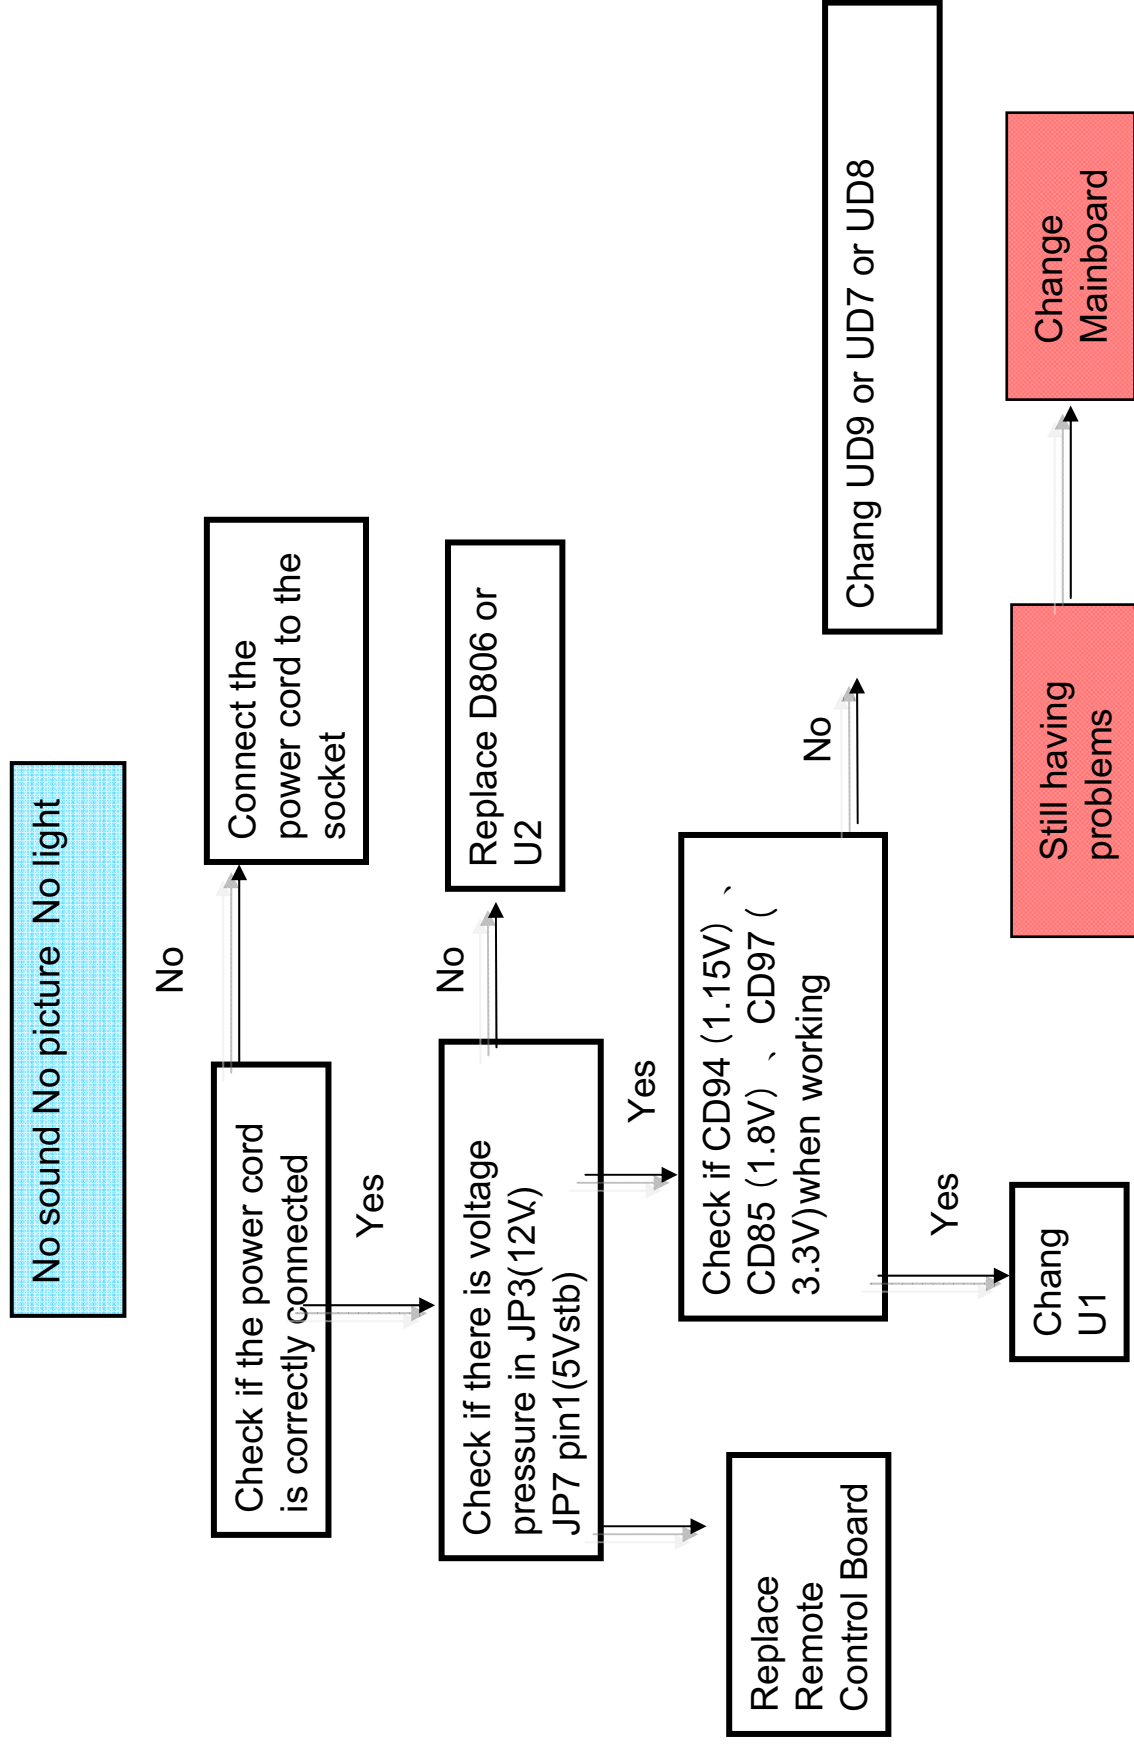 No sound No picture  No light
No
Check if the power cord
is correctly connected
Connect the
power cord to the
socket
Yes
No
Check if there is voltage
pressure in JP3(12V)
JP7 pin1(5Vstb)
Replace D806 or
U2
Yes
No
Replace
Remote
Control Board
Check if CD94 (1.15V) 、
CD85 (1.8V) 、 CD97 (
3.3V)when working
Chang UD9 or UD7 or UD8
Yes
Chang
U1
Still having
problems
Change
Mainboard